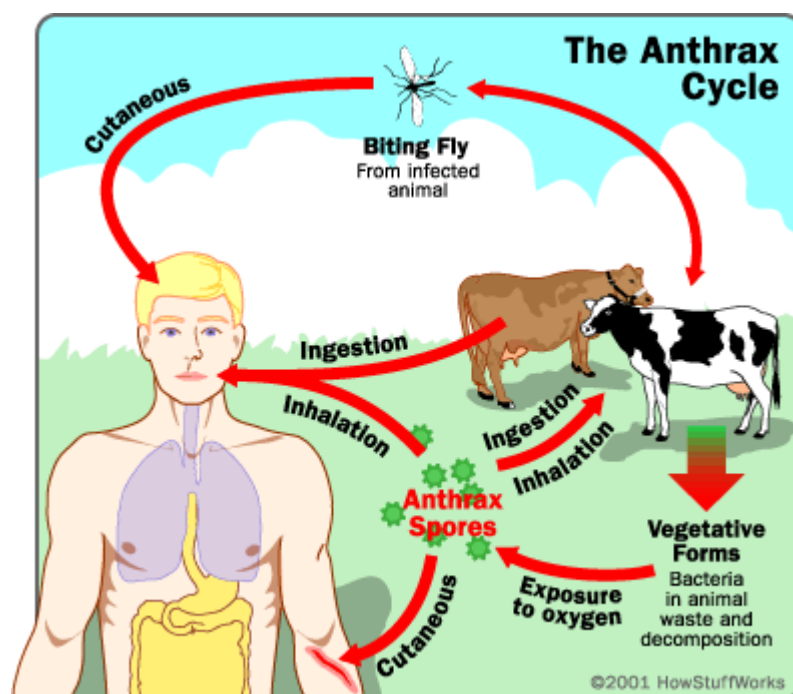 The Anthrax
Cycle
Cutaneous
Biting Fly
From infected
animal
Ingestion
Inhalation
Ingestion
Inhalation
Anthrax
Spores
Vegetative
Forms
Bacteria
in animal
waste and
decomposition
Exposure
to oxygen
Cutaneous
©2001 HowStuffWorks